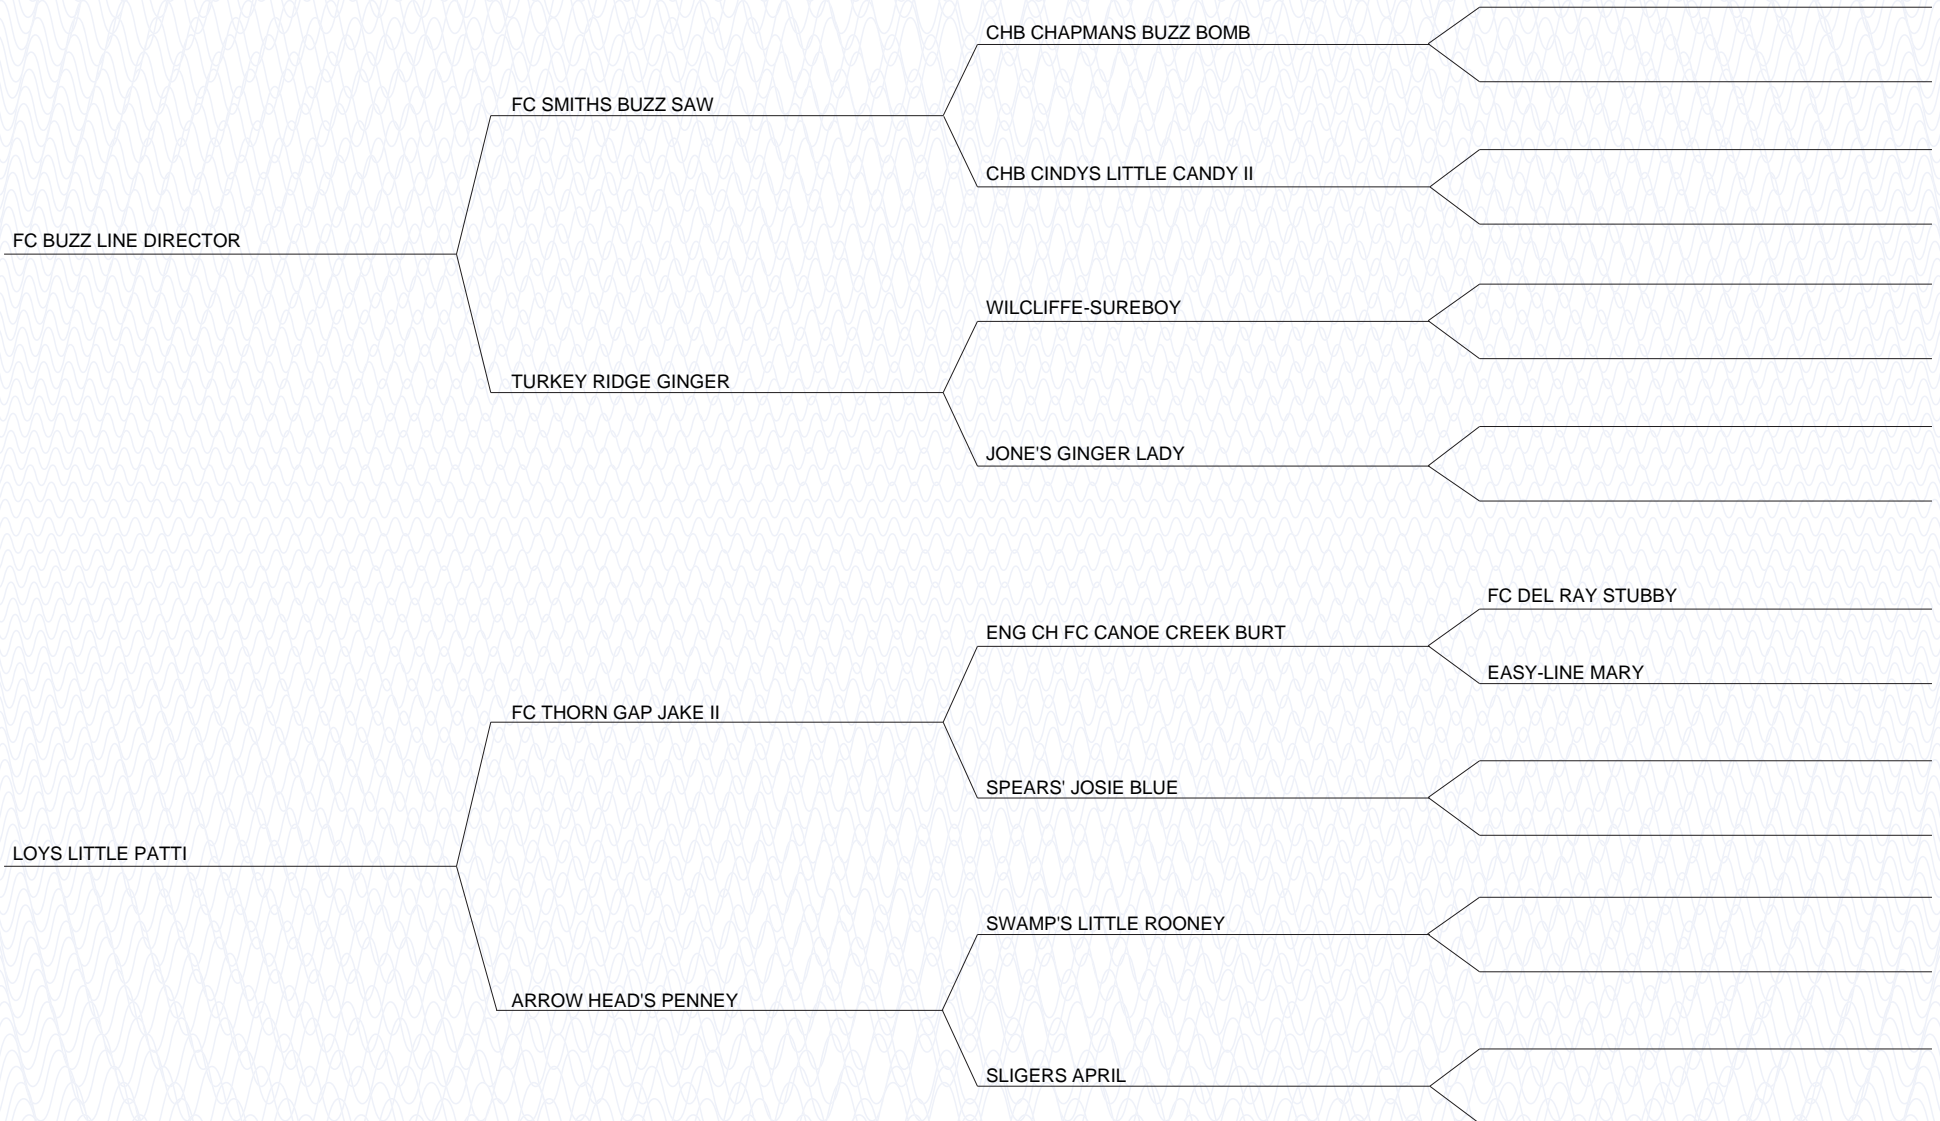 CHB CHAPMANS BUZZ BOMB
FC SMITHS BUZZ SAW
CHB CINDYS LITTLE CANDY II
FC BUZZ LINE DIRECTOR
WILCLIFFE-SUREBOY
TURKEY RIDGE GINGER
JONE'S GINGER LADY
FC DEL RAY STUBBY
ENG CH FC CANOE CREEK BURT
EASY-LINE MARY
FC THORN GAP JAKE II
SPEARS' JOSIE BLUE
LOYS LITTLE PATTI
SWAMP'S LITTLE ROONEY
ARROW HEAD'S PENNEY
SLIGERS APRIL